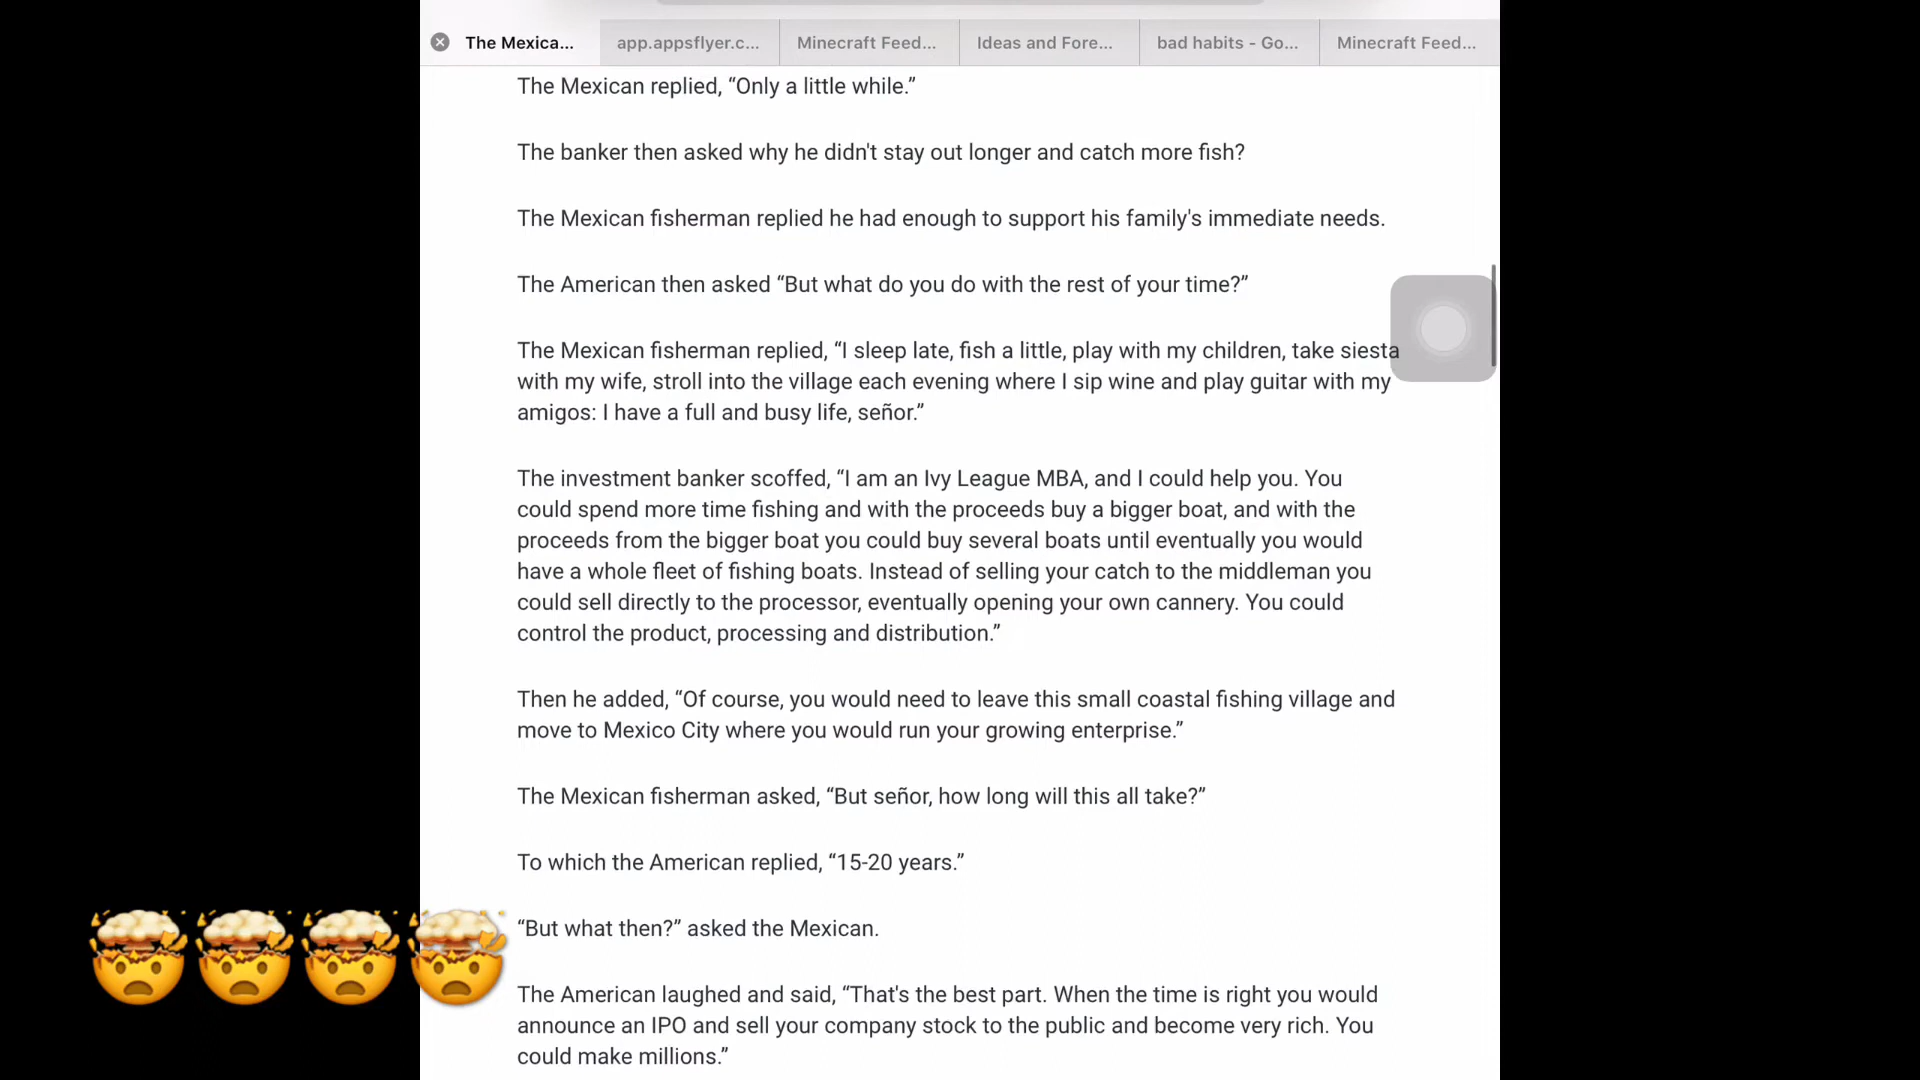 The Mexica...
app.appsflyer.c...
Minecraft Feed...
Ideas and Fore...
bad habits - Go...
Minecraft Feed...
The Mexican replied, “Only a little while.”
The banker then asked why he didn't stay out longer and catch more fish?
The Mexican fisherman replied he had enough to support his family's immediate needs.
The American then asked “But what do you do with the rest of your time?”
The Mexican fisherman replied, “I sleep late, fish a little, play with my children, take siesta
with my wife, stroll into the village each evening where I sip wine and play guitar with my
amigos: I have a full and busy life, señor.”
The investment banker scoffed, “I am an Ivy League MBA, and I could help you. You
could spend more time fishing and with the proceeds buy a bigger boat, and with the
proceeds from the bigger boat you could buy several boats until eventually you would
have a whole fleet of fishing boats. Instead of selling your catch to the middleman you
could sell directly to the processor, eventually opening your own cannery. You could
control the product, processing and distribution.”
Then he added, “Of course, you would need to leave this small coastal fishing village and
move to Mexico City where you would run your growing enterprise.”
The Mexican fisherman asked, “But señor, how long will this all take?”
To which the American replied, “15-20 years.”
“But what then?” asked the Mexican.
The American laughed and said, “That's the best part. When the time is right you would
announce an IPO and sell your company stock to the public and become very rich. You
could make millions.”